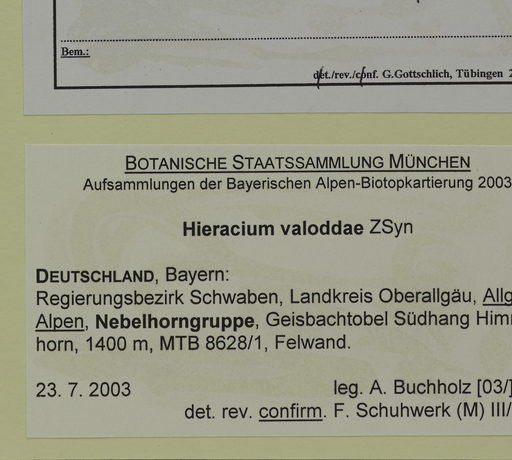 Bem.:
det./rev./conf. G.Gottschlich, Tübingen 2
BOTANISCHE STAATSSAMMLUNG MÜNCHEN
Aufsammlungen der Bayerischen Alpen-Biotopkartierung 2003
Hieracium valoddae ZSyn
DEUTSCHLAND, Bayern:
Regierungsbezirk Schwaben, Landkreis Oberallgäu, Allg
Alpen, Nebelhorngruppe, Geisbachtobel Südhang Him
horn, 1400 m, MTB 8628/1, Felwand.
23. 7. 2003 leg. A. Buchholz [03/]
det. rev. confirm. F. Schuhwerk (M) III/